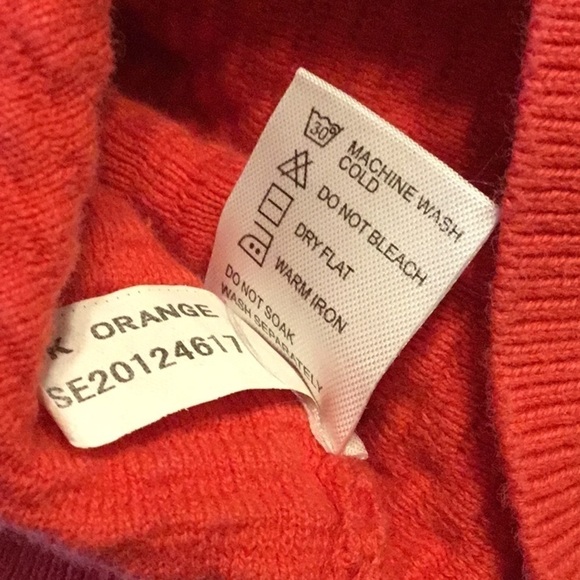 30°
MACHINE WASH
COLD
DO NOT BLEACH
DRY FLAT
WARM IRON
DO NOT SOAK
WASH SEPARATELY
K ORANGE
SE20124617